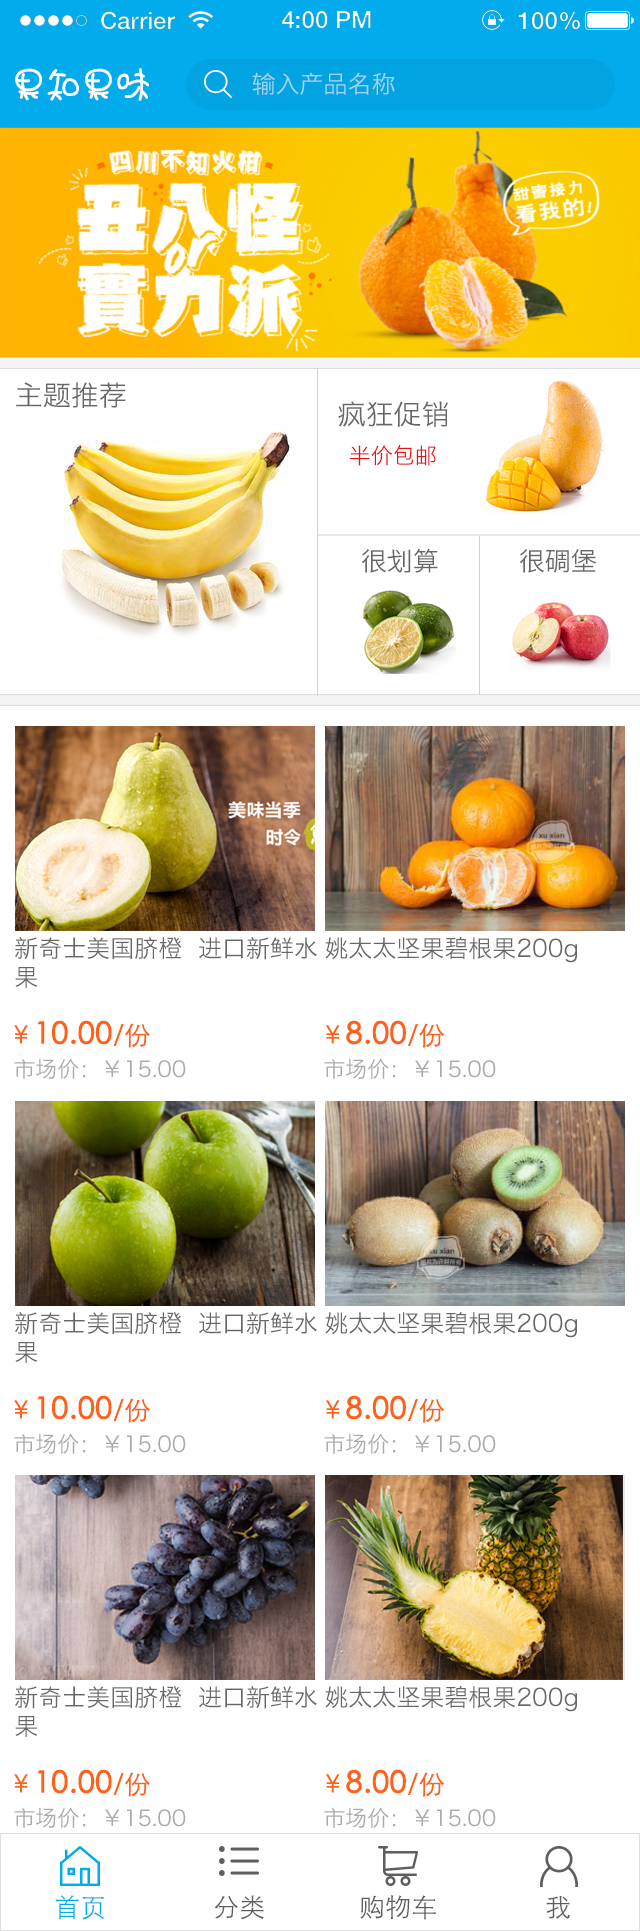 Carrier 4:00 PM 100%
果知果味
输入产品名称
四川不知火柑
丑八怪
or
實力派
甜蜜接力
看我的!
主题推荐
疯狂促销
半价包邮
很划算
很碉堡
美味当季
时令
xu xian
新奇士美国脐橙 进口新鲜水
果
¥10.00/份
市场价：￥15.00
姚太太坚果碧根果200g
¥8.00/份
市场价：￥15.00
xu xian
新奇士美国脐橙 进口新鲜水
果
¥10.00/份
市场价：￥15.00
姚太太坚果碧根果200g
¥8.00/份
市场价：￥15.00
新奇士美国脐橙 进口新鲜水
果
¥10.00/份
市场价：￥15.00
姚太太坚果碧根果200g
¥8.00/份
市场价：￥15.00
首页
分类
购物车
我